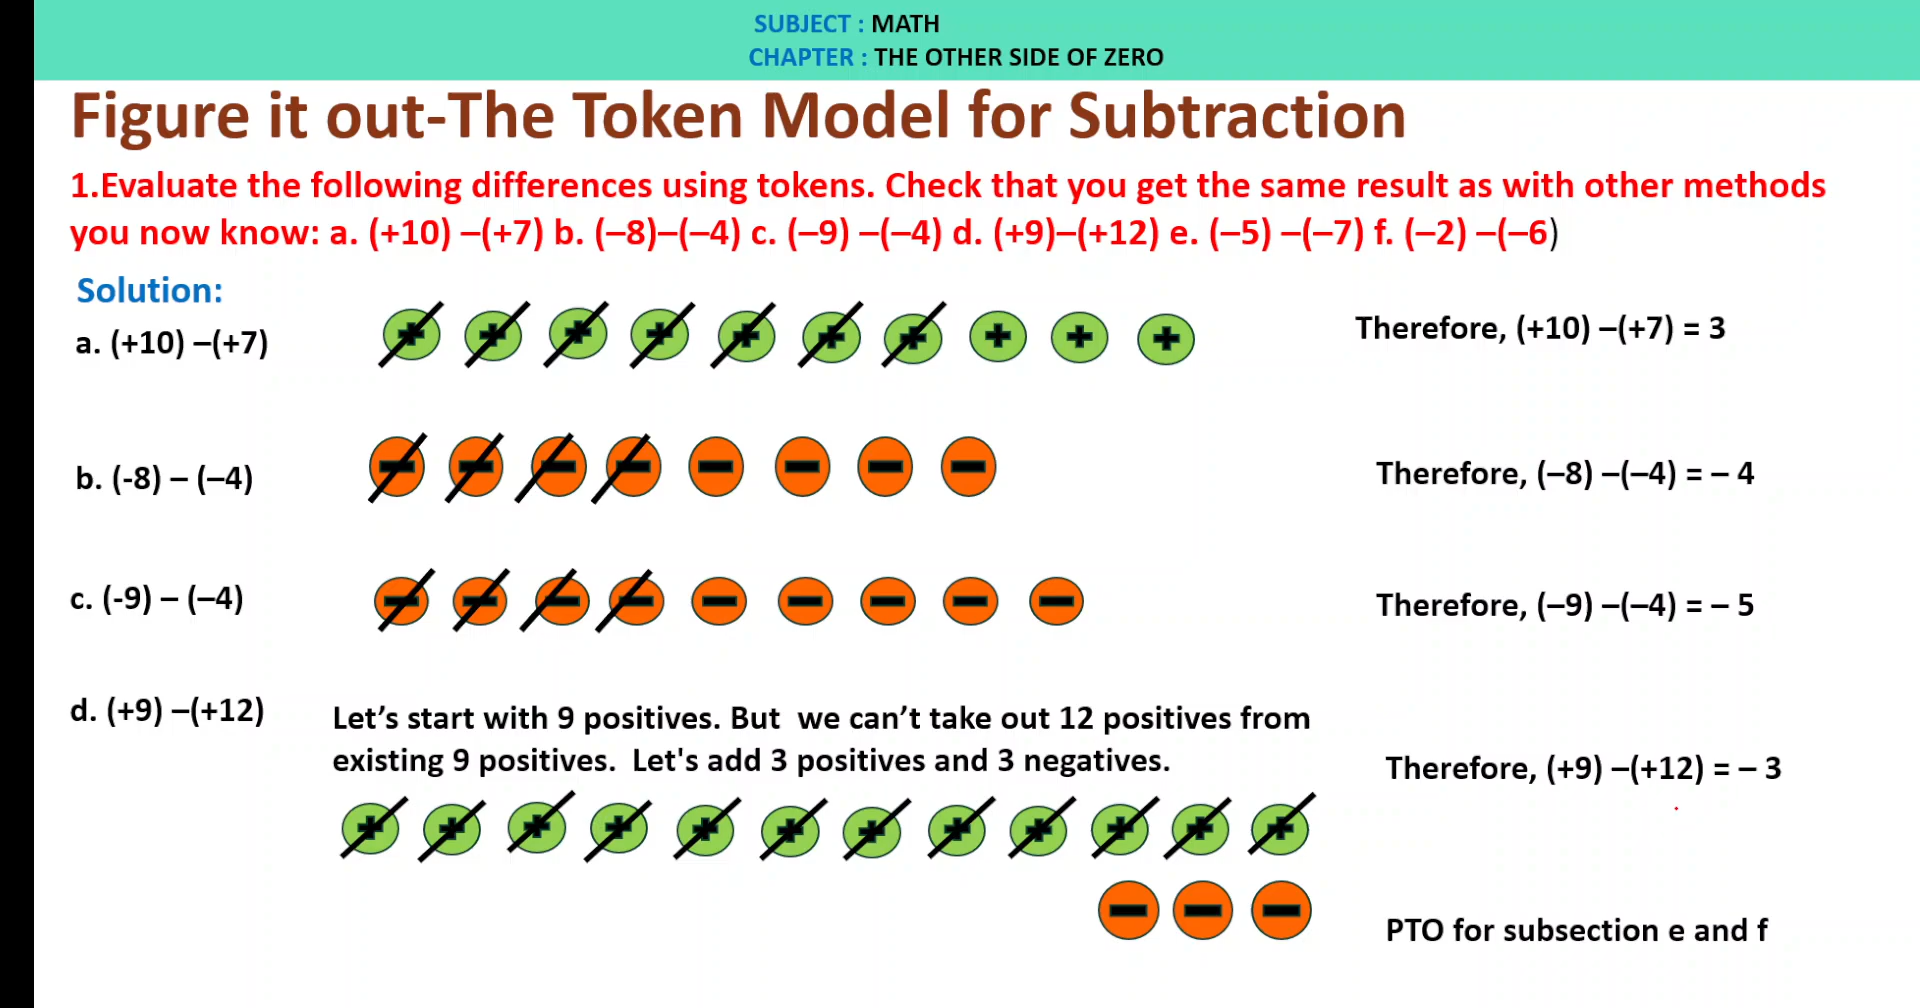 SUBJECT : MATH
CHAPTER : THE OTHER SIDE OF ZERO
Figure it out-The Token Model for Subtraction
1.Evaluate the following differences using tokens. Check that you get the same result as with other methods
you now know: a. (+10) –(+7) b. (–8)–(–4) c. (–9) –(–4) d. (+9)–(+12) e. (–5) –(–7) f. (–2) –(–6)
Solution:
a. (+10) –(+7)
Therefore, (+10) –(+7) = 3
b. (-8) – (–4)
Therefore, (–8) –(–4) = – 4
c. (-9) – (–4)
Therefore, (–9) –(–4) = – 5
d. (+9) –(+12)
Let’s start with 9 positives. But  we can’t take out 12 positives from
existing 9 positives.  Let's add 3 positives and 3 negatives.
Therefore, (+9) –(+12) = – 3
PTO for subsection e and f